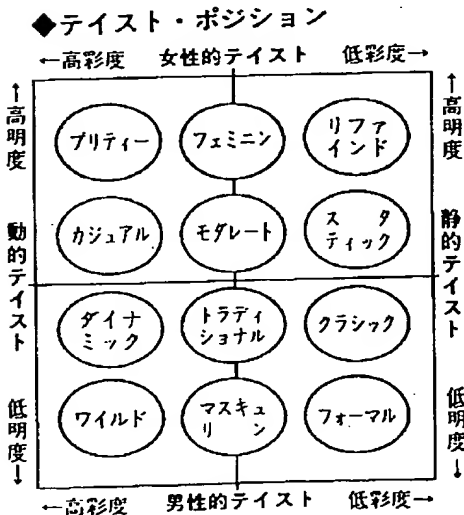 ◆テイスト・ポジション
←高彩度 女性的テイスト 低彩度→
←高明度
動的テイスト
低明度→
プリティー
フェミニン
リファ
インド
カジュアル
モダレート
スタ
ティック
ダイナ
ミック
トラディ
ショナル
クラシック
ワイルド
マスキュ
リン
フォーマル
←高明度
静的テイスト
低明度→
←高彩度 男性的テイスト 低彩度→